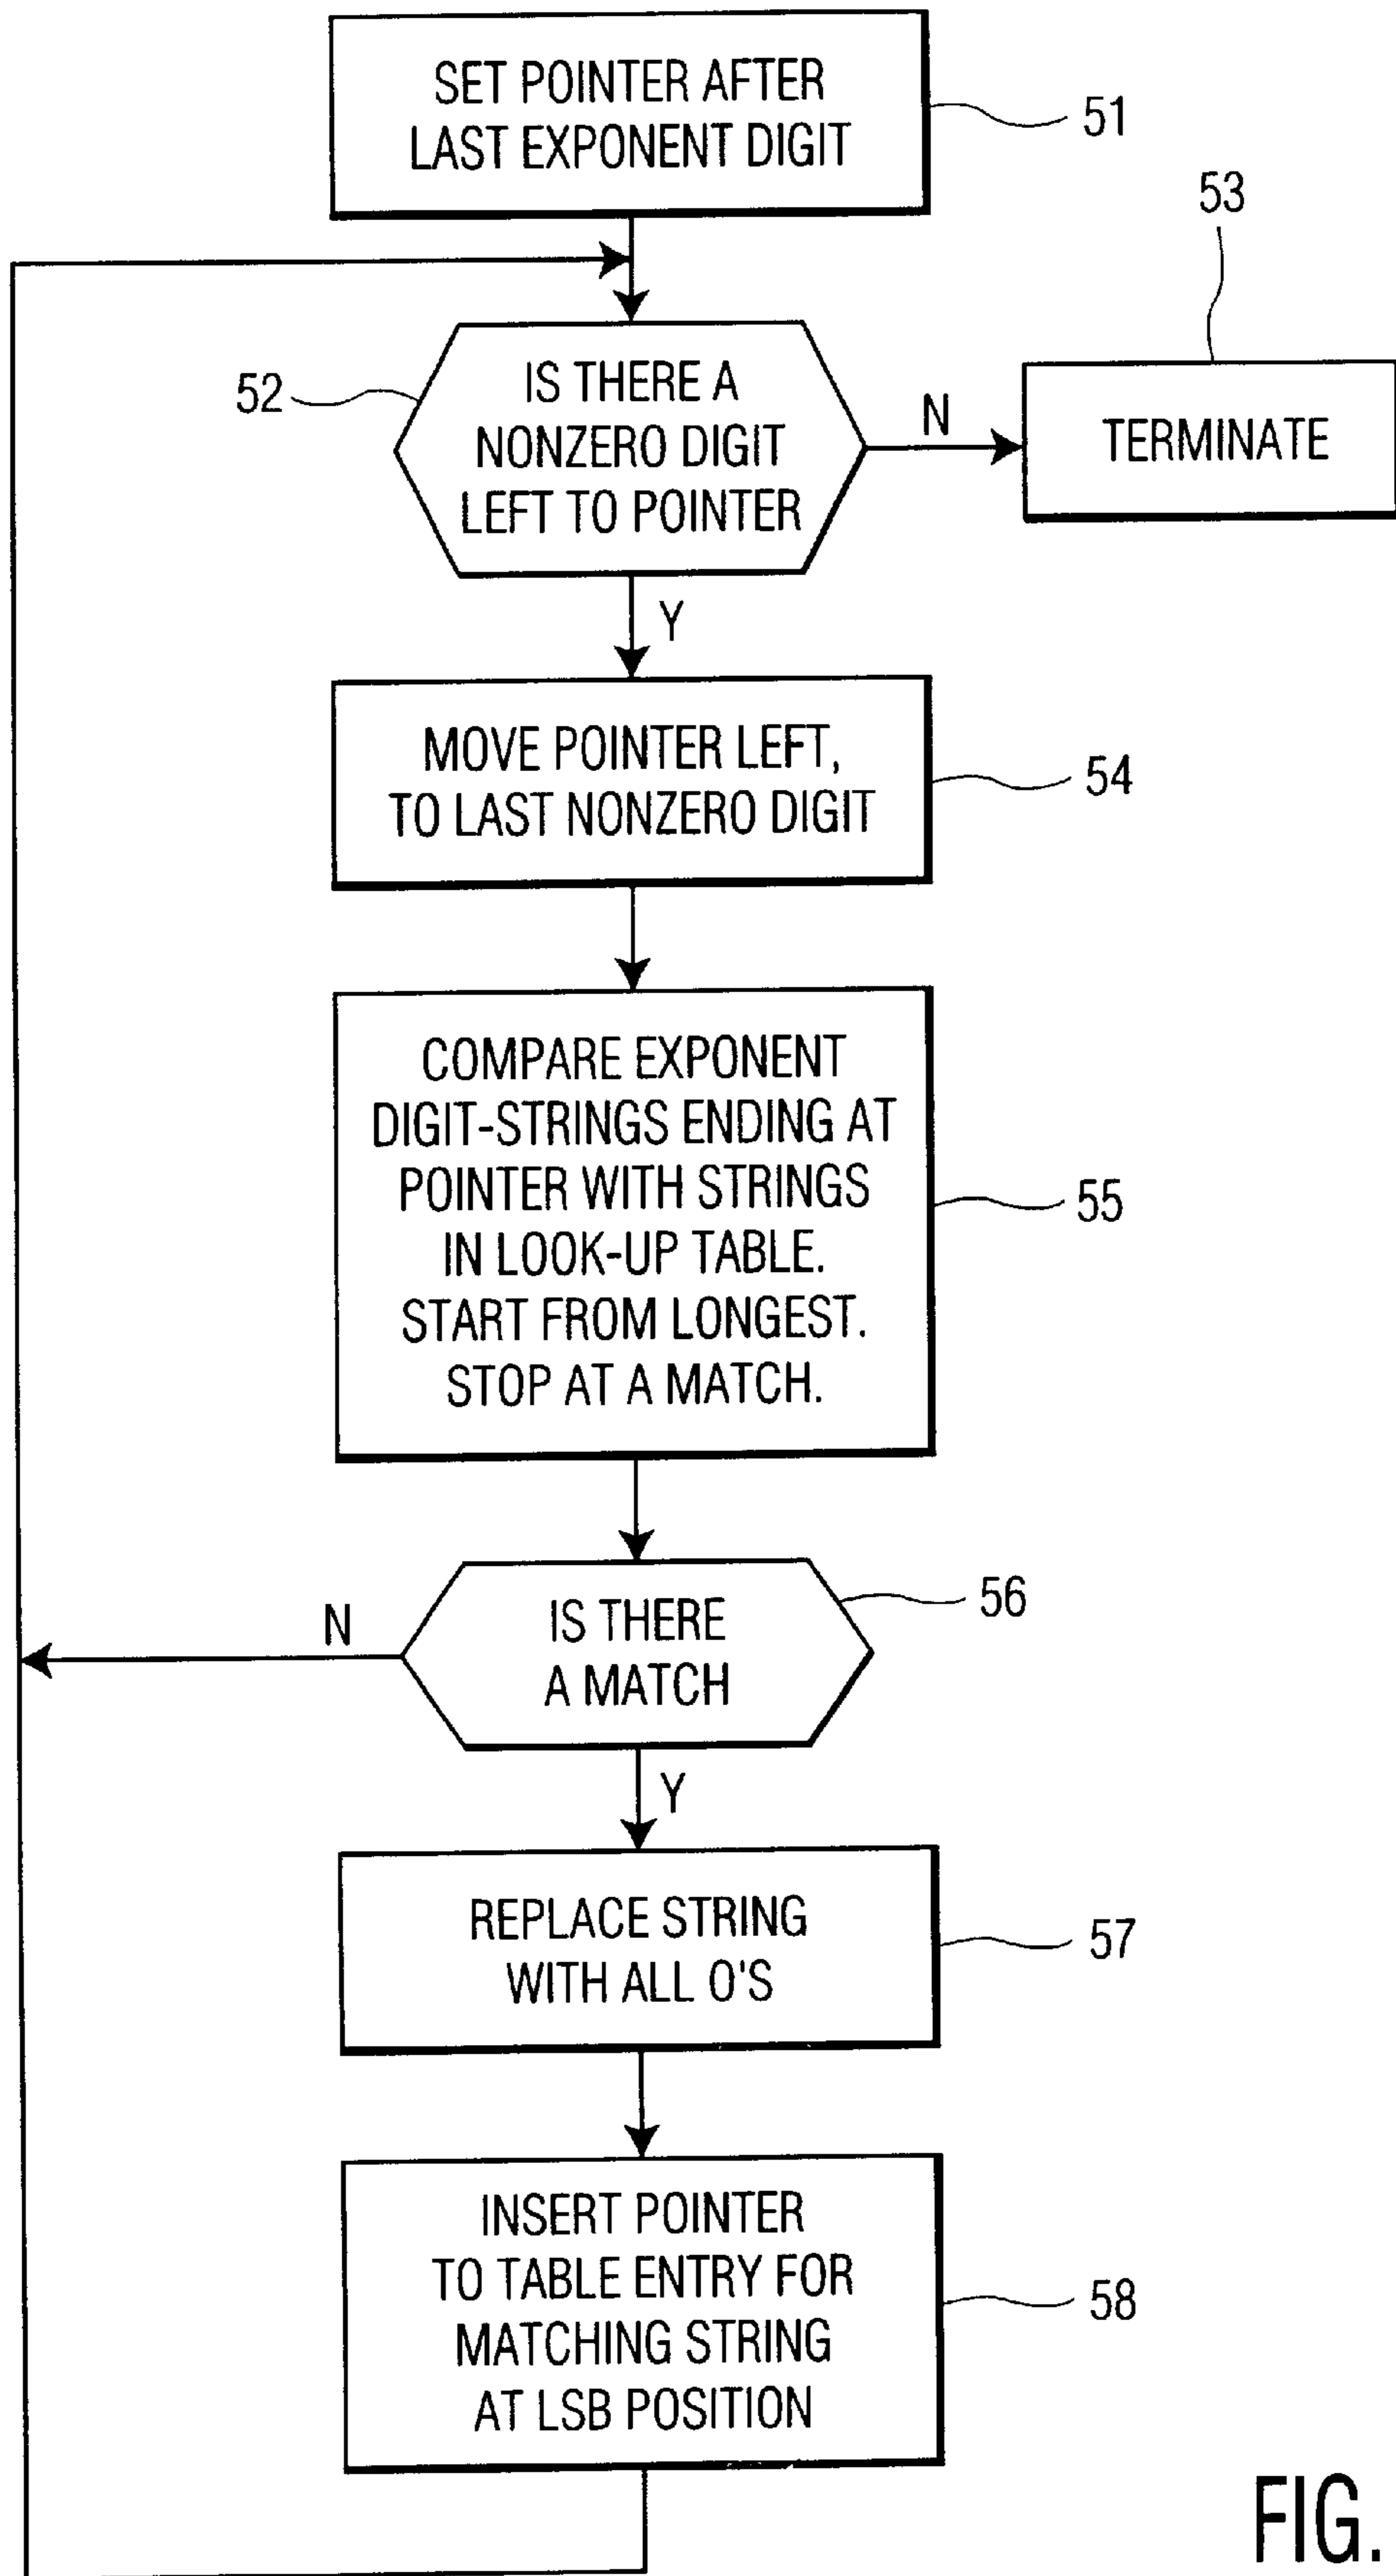 SET POINTER AFTER
LAST EXPONENT DIGIT
51
53
52
IS THERE A
NONZERO DIGIT
LEFT TO POINTER
N
TERMINATE
Y
MOVE POINTER LEFT,
TO LAST NONZERO DIGIT
54
COMPARE EXPONENT
DIGIT-STRINGS ENDING AT
POINTER WITH STRINGS
IN LOOK-UP TABLE.
START FROM LONGEST.
STOP AT A MATCH.
55
N
IS THERE
A MATCH
56
Y
REPLACE STRING
WITH ALL 0'S
57
INSERT POINTER
TO TABLE ENTRY FOR
MATCHING STRING
AT LSB POSITION
58
FIG.